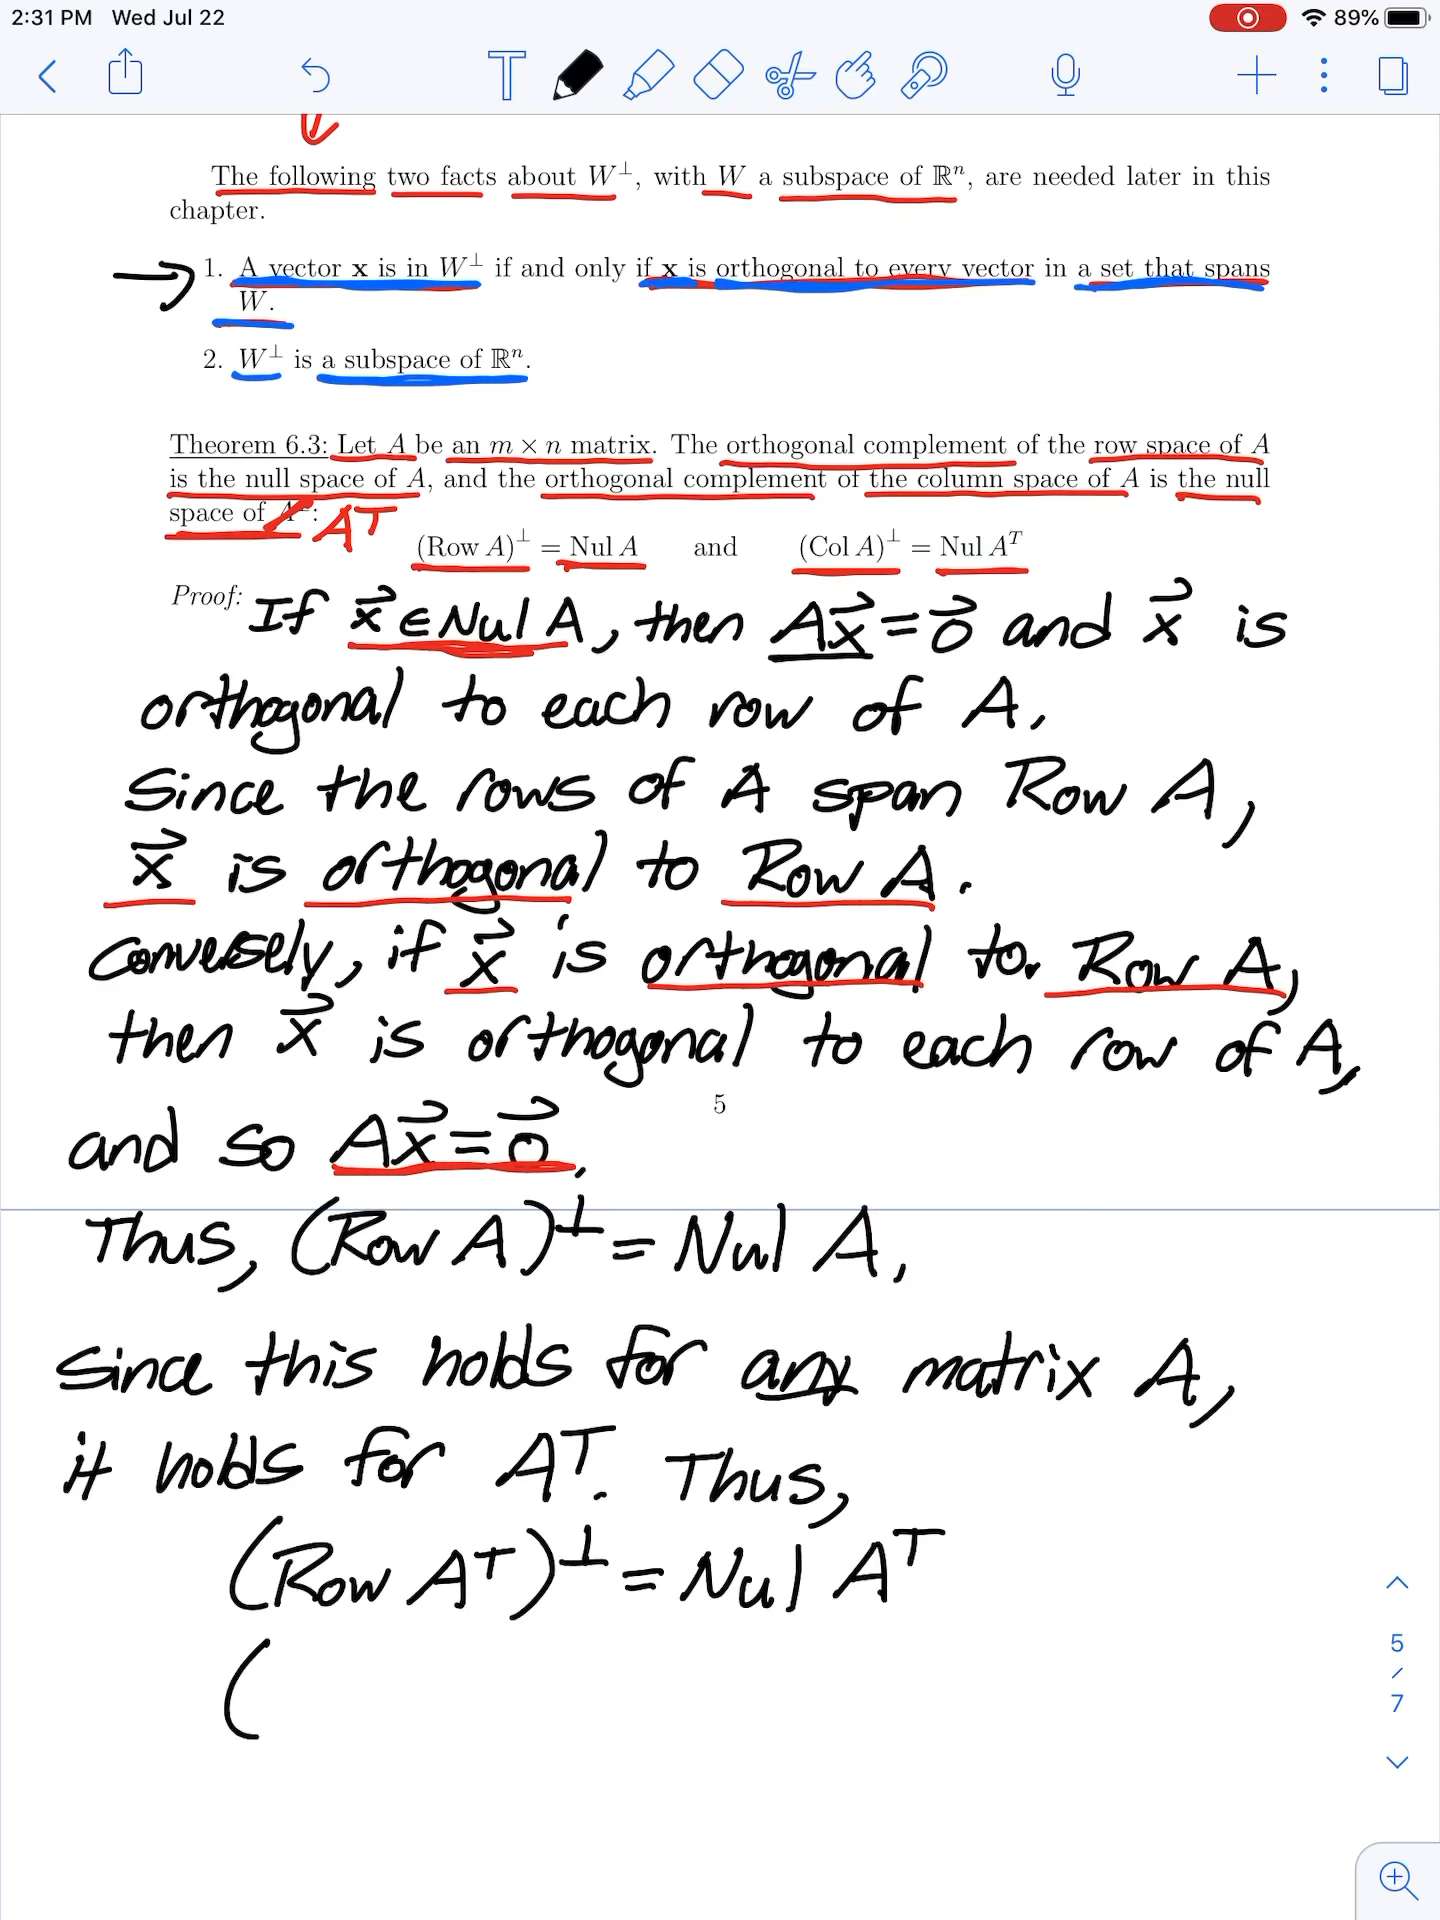 2:31 PM Wed Jul 22 89%
The following two facts about W⊥, with W a subspace of ℝⁿ, are needed later in this
chapter.
1. A vector x is in W⊥ if and only if x is orthogonal to every vector in a set that spans
W.
2. W⊥ is a subspace of ℝⁿ.
Theorem 6.3: Let A be an m × n matrix. The orthogonal complement of the row space of A
is the null space of A, and the orthogonal complement of the column space of A is the null
space of A⊥: Aᵀ
(Row A)⊥ = Nul A and (Col A)⊥ = Nul Aᵀ
Proof: If x⃗ ∈ Nul A, then Ax⃗ = 0⃗ and x⃗ is
orthogonal to each row of A.
Since the rows of A span Row A,
x⃗ is orthogonal to Row A.
Conversely, if x⃗ is orthogonal to Row A,
then x⃗ is orthogonal to each row of A,
5
and so Ax⃗ = 0⃗.
Thus, (Row A)⊥ = Nul A.
Since this holds for any matrix A,
it holds for Aᵀ. Thus,
(Row Aᵀ)⊥ = Nul Aᵀ
(
5
/
7